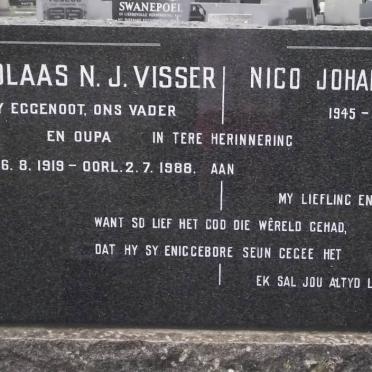 SWANEPOEL
OLAAS N. J. VISSER
Y EGGENOOT, ONS VADER
EN OUPA
6.8.1919 – OORL. 2.7.1988.
NICO JOHA
1945 –
IN TERE HERINNERING
AAN
MY LIEFLING EN
WANT SO LIEF HET GOD DIE WÊRELD GEHAD,
DAT HY SY ENIGGEBORE SEUN GEGEE HET
EK SAL JOU ALTYD L